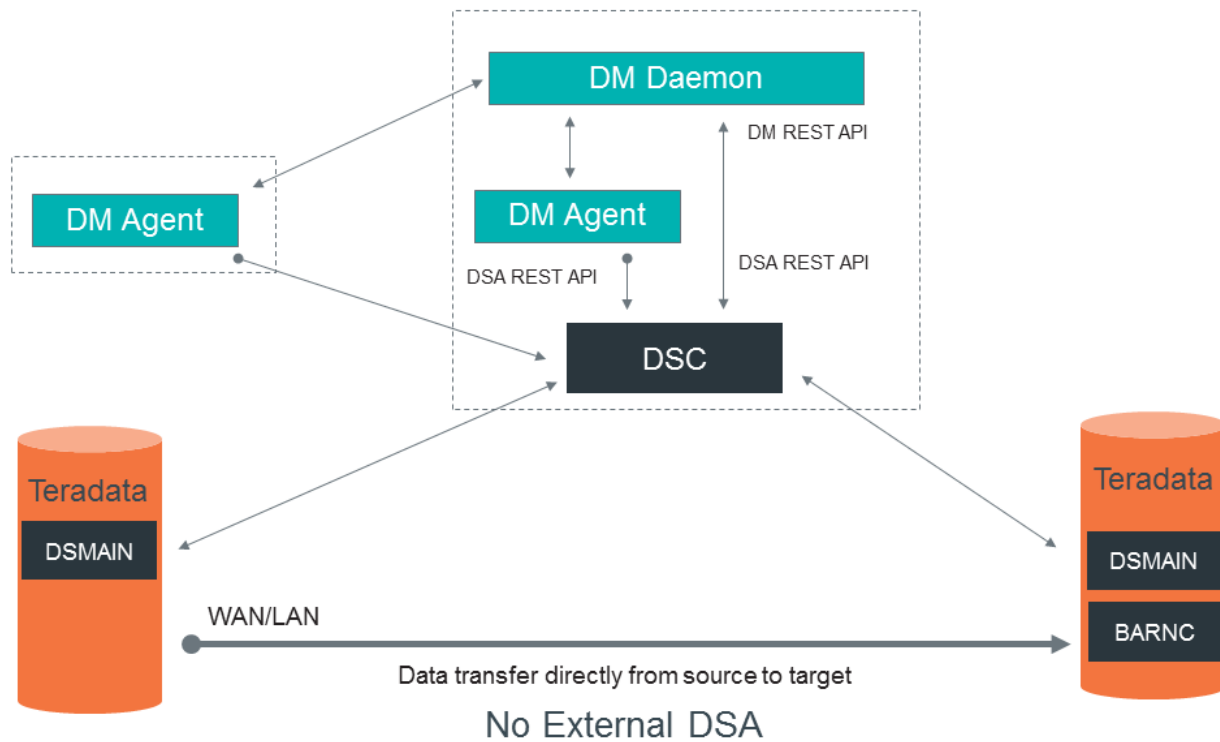 DM Daemon
DM REST API
DM Agent
DM Agent
DSA REST API
DSA REST API
DSC
Teradata
DSMAIN
Teradata
DSMAIN
BARNC
WAN/LAN
Data transfer directly from source to target
No External DSA